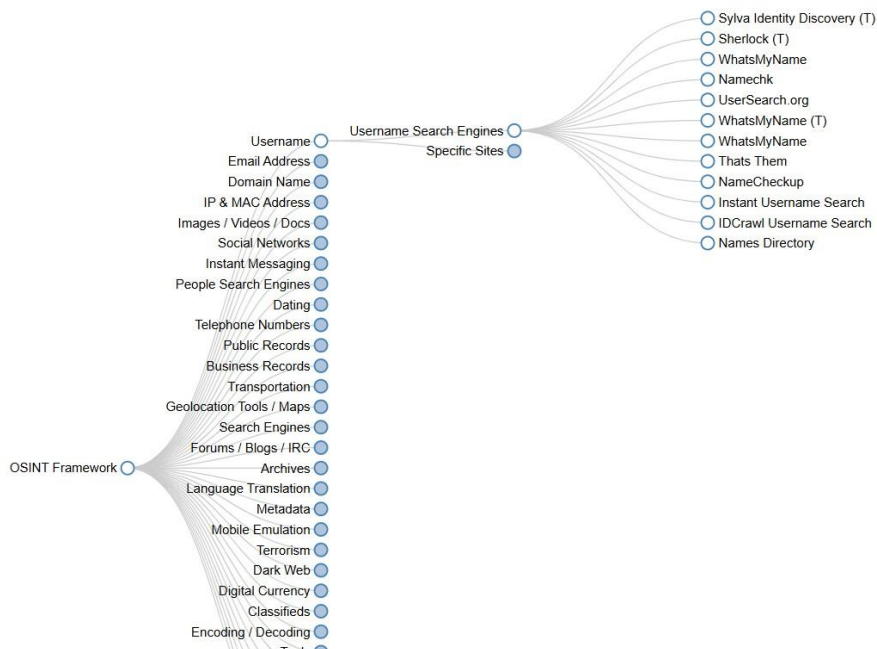 Sylva Identity Discovery (T)
Sherlock (T)
WhatsMyName
Namechk
UserSearch.org
WhatsMyName (T)
WhatsMyName
Thats Them
NameCheckup
Instant Username Search
IDCrawl Username Search
Names Directory
Username Search Engines
Specific Sites
Username
Email Address
Domain Name
IP & MAC Address
Images / Videos / Docs
Social Networks
Instant Messaging
People Search Engines
Dating
Telephone Numbers
Public Records
Business Records
Transportation
Geolocation Tools / Maps
Search Engines
Forums / Blogs / IRC
OSINT Framework
Archives
Language Translation
Metadata
Mobile Emulation
Terrorism
Dark Web
Digital Currency
Classifieds
Encoding / Decoding